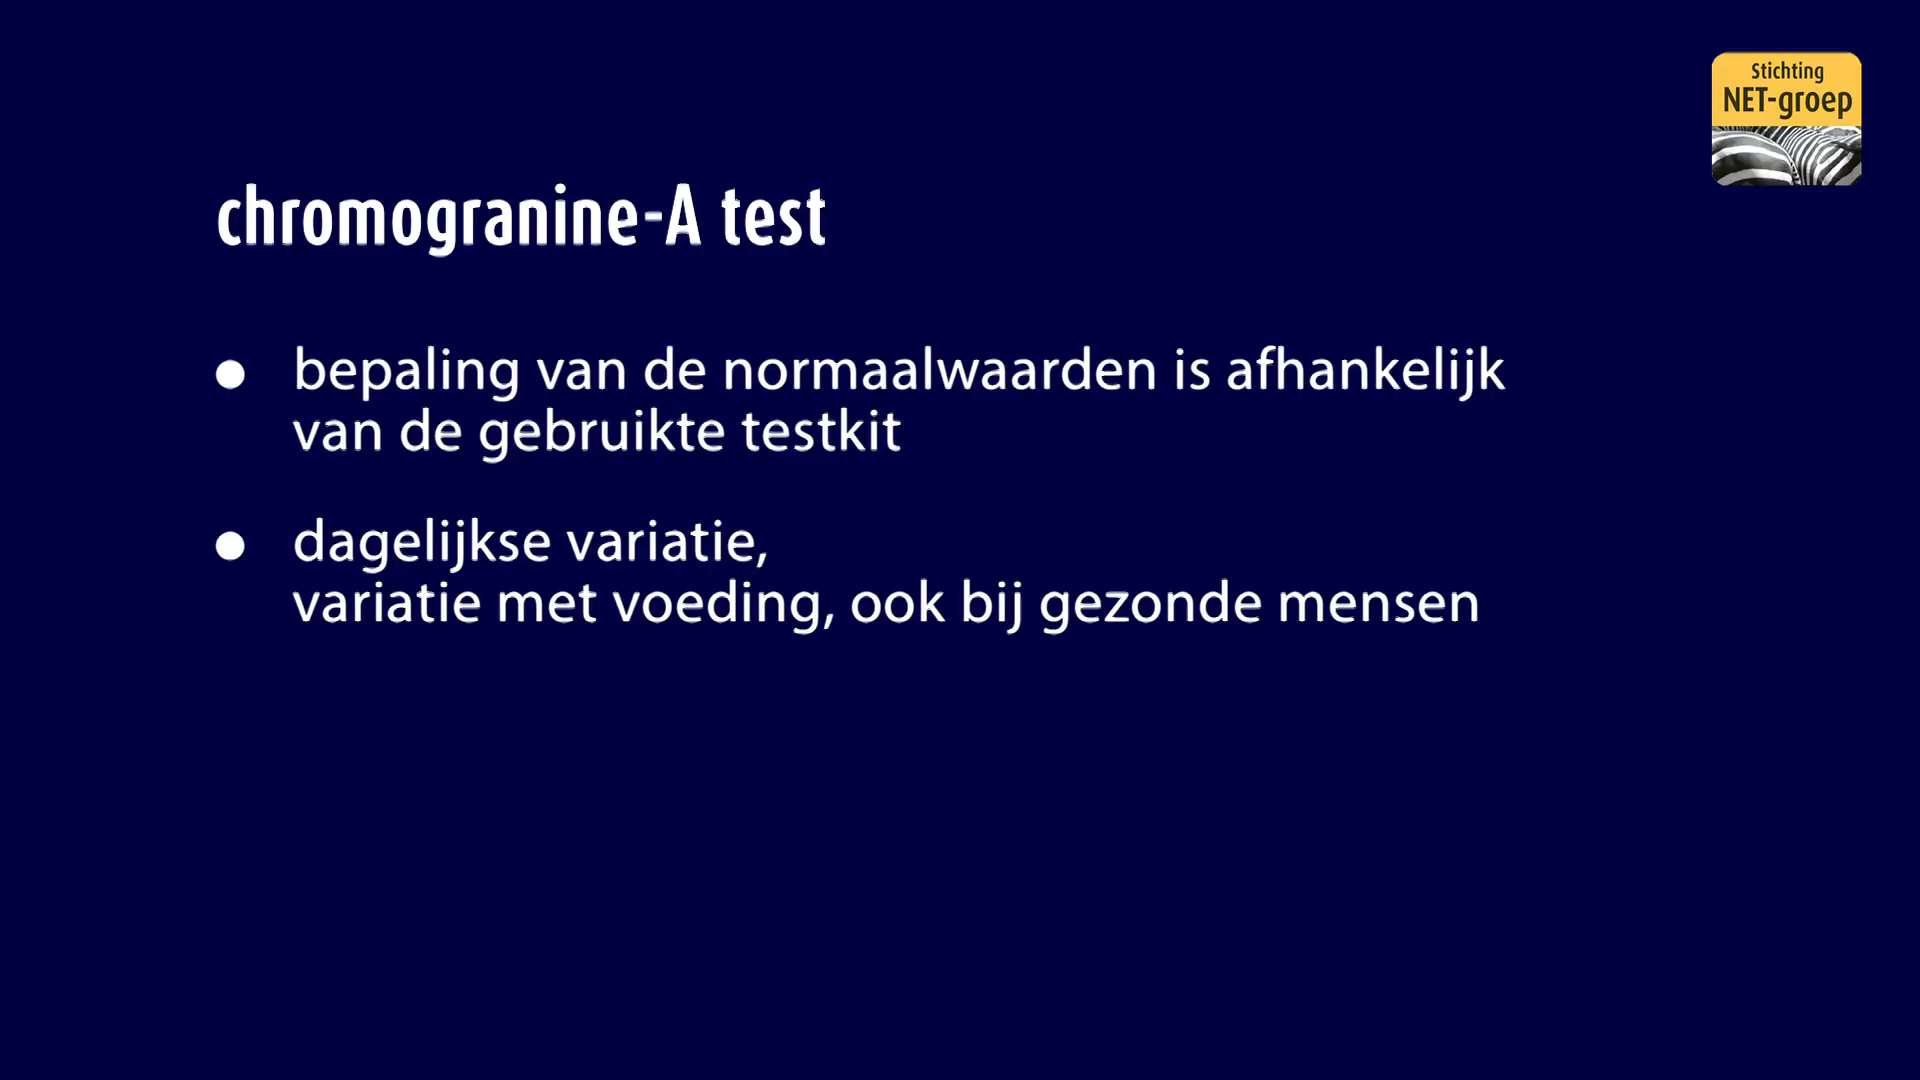 Stichting
NET-groep
chromogranine-A test
● bepaling van de normaalwaarden is afhankelijk
van de gebruikte testkit
● dagelijkse variatie,
variatie met voeding, ook bij gezonde mensen